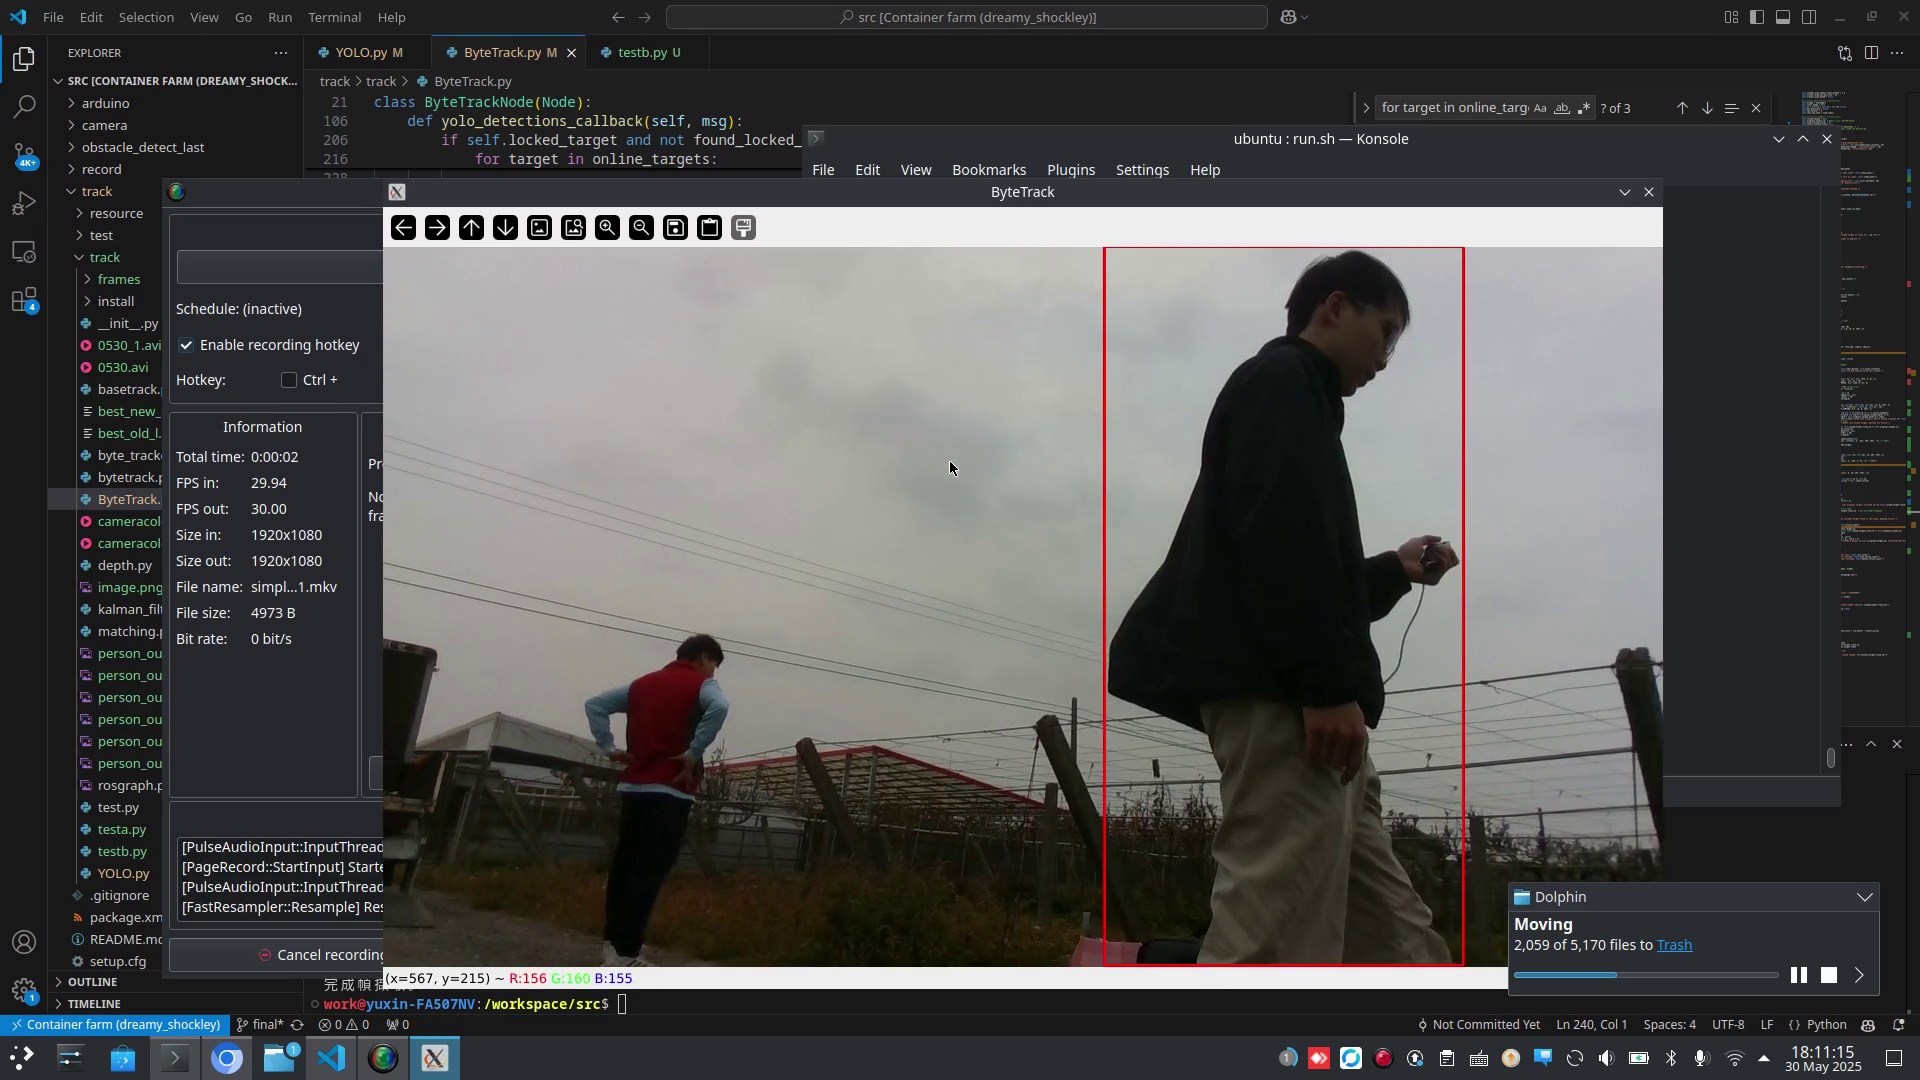 File Edit Selection View Go Run Terminal Help
src [Container farm (dreamy_shockley)]
EXPLORER
SRC [CONTAINER FARM (DREAMY_SHOCK...
arduino
camera
obstacle_detect_last
record
track
resource
test
track
frames
install
__init__.py
0530_1.avi
0530.avi
basetrack.
best_new_
best_old_l.
byte_track
bytetrack.p
ByteTrack.
cameracol
cameracol
depth.py
image.png
kalman_fil
matching.p
person_ou
person_ou
person_ou
person_ou
person_ou
person_ou
rosgraph.p
test.py
testa.py
testb.py
YOLO.py
.gitignore
package.xm
README.md
setup.cfg
OUTLINE
TIMELINE
4K+
4
1
YOLO.py M
ByteTrack.py M
testb.py U
track > track > ByteTrack.py
21 class ByteTrackNode(Node):
106 def yolo_detections_callback(self, msg):
206 if self.locked_target and not found_locked_
216 for target in online_targets:
for target in online_targ Aa ab ? of 3
ubuntu : run.sh — Konsole
File Edit View Bookmarks Plugins Settings Help
Schedule: (inactive)
Enable recording hotkey
Hotkey: Ctrl +
Information
Total time: 0:00:02
FPS in: 29.94
FPS out: 30.00
Size in: 1920x1080
Size out: 1920x1080
File name: simpl...1.mkv
File size: 4973 B
Bit rate: 0 bit/s
Pr
No
fra
[PulseAudioInput::InputThread
[PageRecord::StartInput] Starte
[PulseAudioInput::InputThread
[FastResampler::Resample] Res
Cancel recording
ByteTrack
(x=567, y=215) ~ R:156 G:160 B:155
work@yuxin-FA507NV:/workspace/src$
Dolphin
Moving
2,059 of 5,170 files to Trash
Container farm (dreamy_shockley) final* 0 0 0
Not Committed Yet Ln 240, Col 1 Spaces: 4 UTF-8 LF Python
1
1
18:11:15
30 May 2025